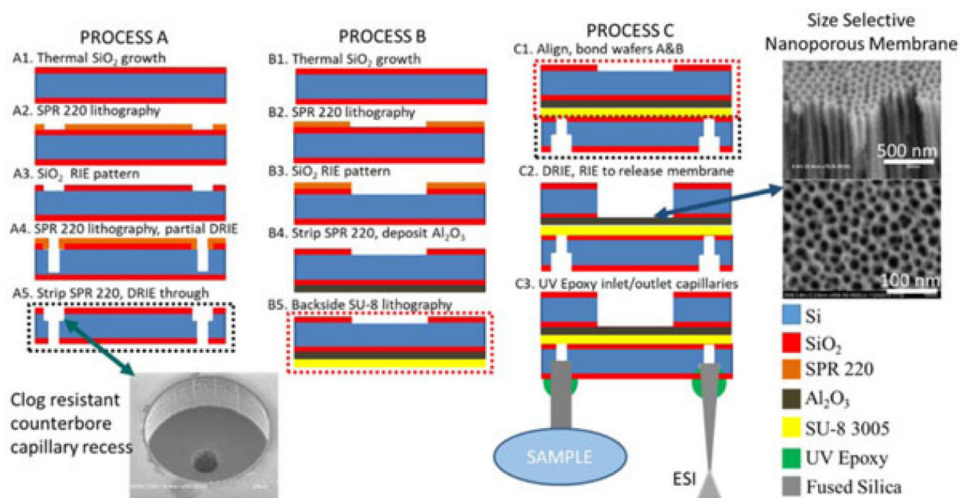 PROCESS A
A1. Thermal SiO₂ growth
A2. SPR 220 lithography
A3. SiO₂ RIE pattern
A4. SPR 220 lithography, partial DRIE
A5. Strip SPR 220, DRIE through
Clog resistant
counterbore
capillary recess
PROCESS B
B1. Thermal SiO₂ growth
B2. SPR 220 lithography
B3. SiO₂ RIE pattern
B4. Strip SPR 220, deposit Al₂O₃
B5. Backside SU-8 lithography
PROCESS C
C1. Align, bond wafers A&B
C2. DRIE, RIE to release membrane
C3. UV Epoxy inlet/outlet capillaries
SAMPLE
ESI
Size Selective
Nanoporous Membrane
500 nm
100 nm
Si
SiO₂
SPR 220
Al₂O₃
SU-8 3005
UV Epoxy
Fused Silica